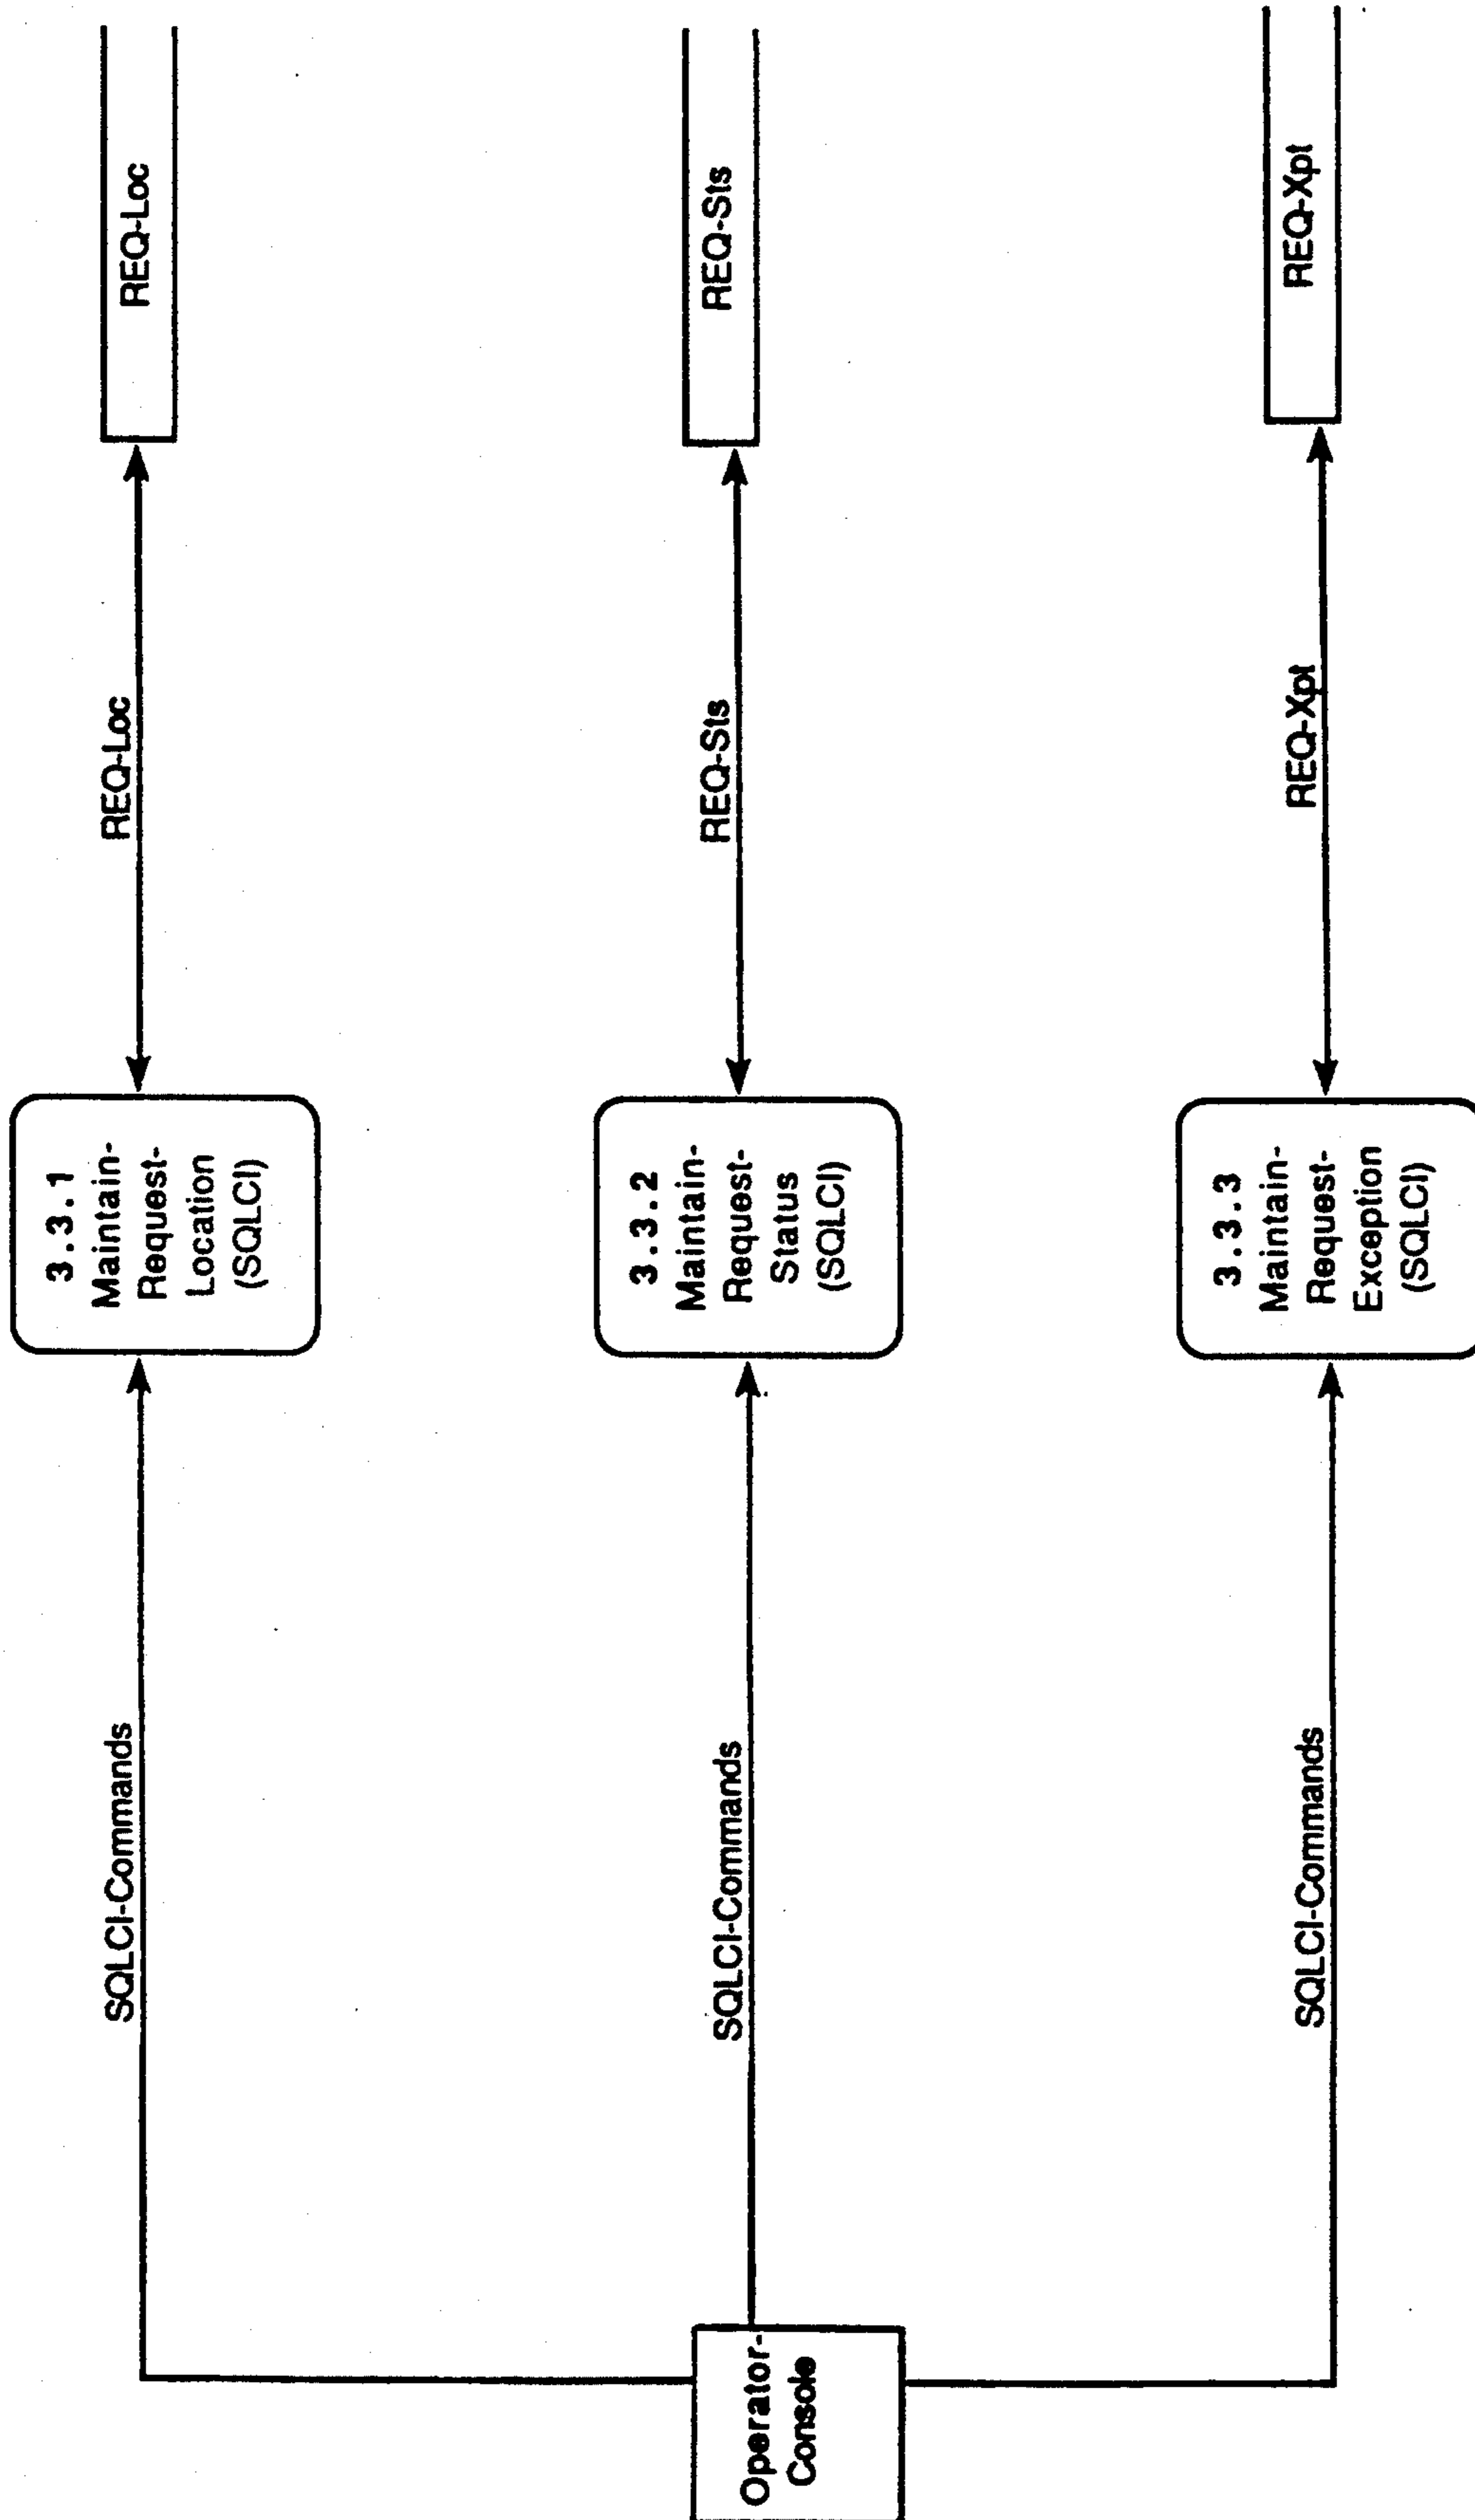 Operator-
Console
SQLCI-Commands
3.3.1
Maintain-
Request-
Location
(SQLCI)
REQ-Loc
REQ-Loc
SQLCI-Commands
3.3.2
Maintain-
Request-
Status
(SQLCI)
REQ-Sts
REQ-Sts
SQLCI-Commands
3.3.3
Maintain-
Request-
Exception
(SQLCI)
REQ-Xpt
REQ-Xpt